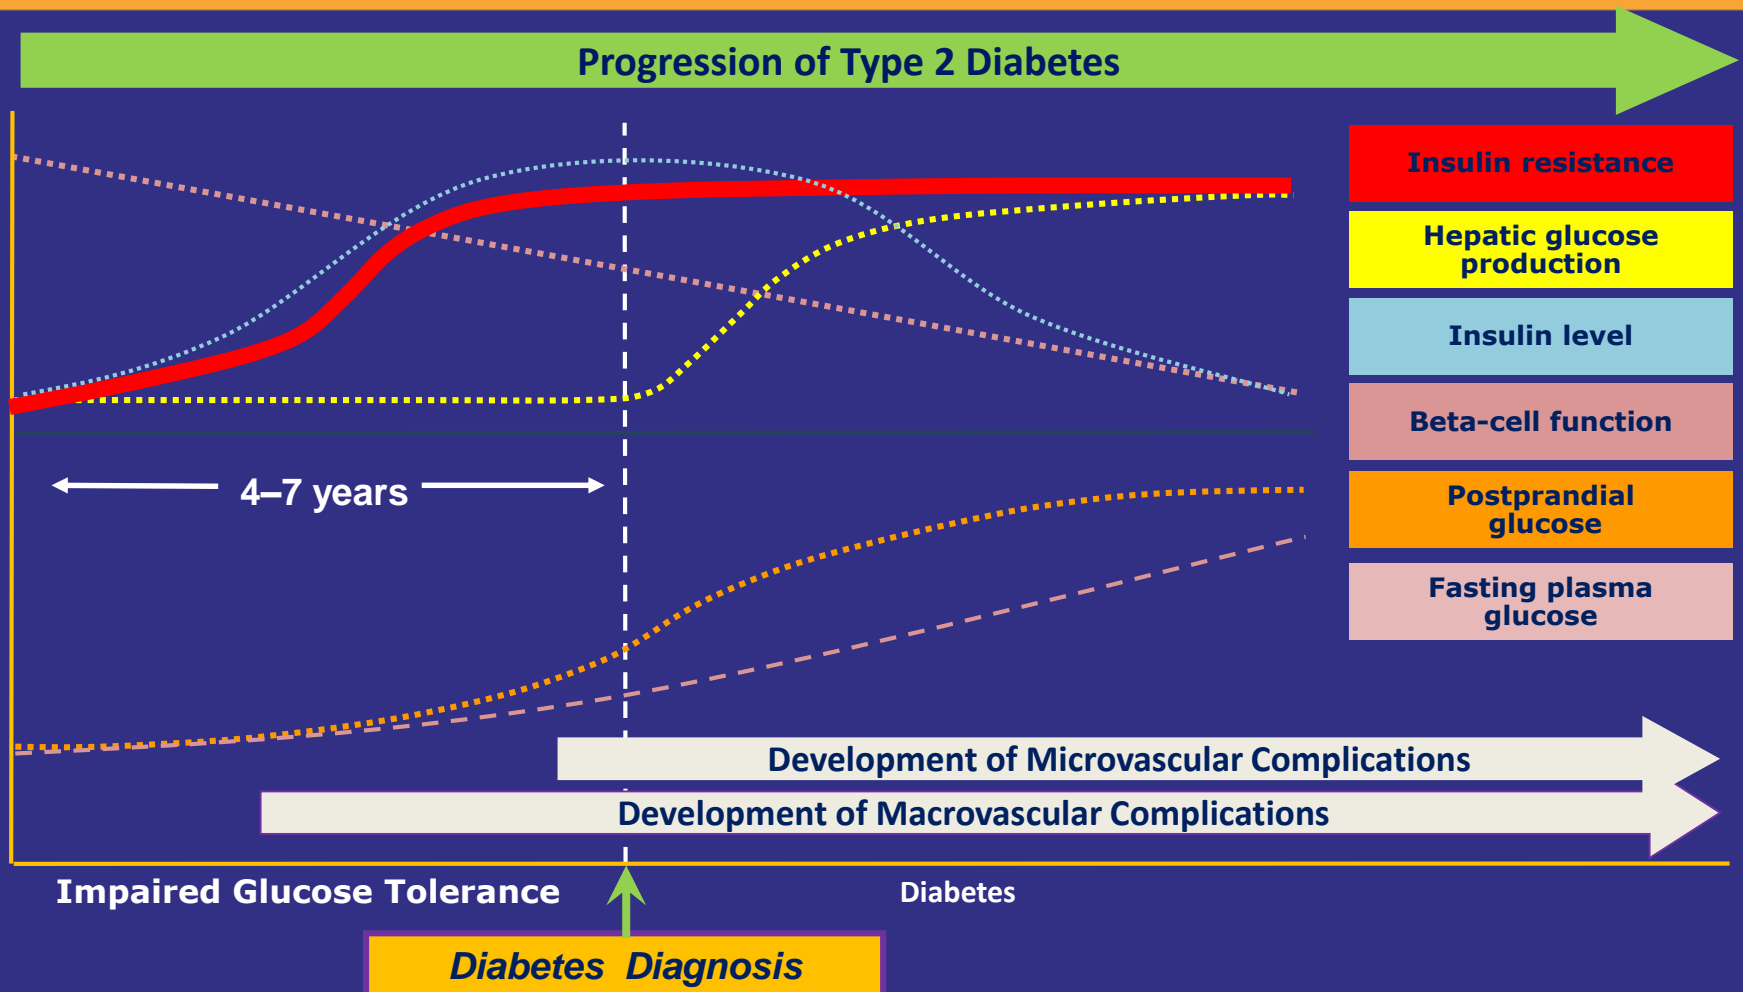 Progression of Type 2 Diabetes
Insulin resistance
Hepatic glucose
production
Insulin level
Beta-cell function
4–7 years
Postprandial
glucose
Fasting plasma
glucose
Development of Microvascular Complications
Development of Macrovascular Complications
Impaired Glucose Tolerance
Diabetes
Diabetes Diagnosis